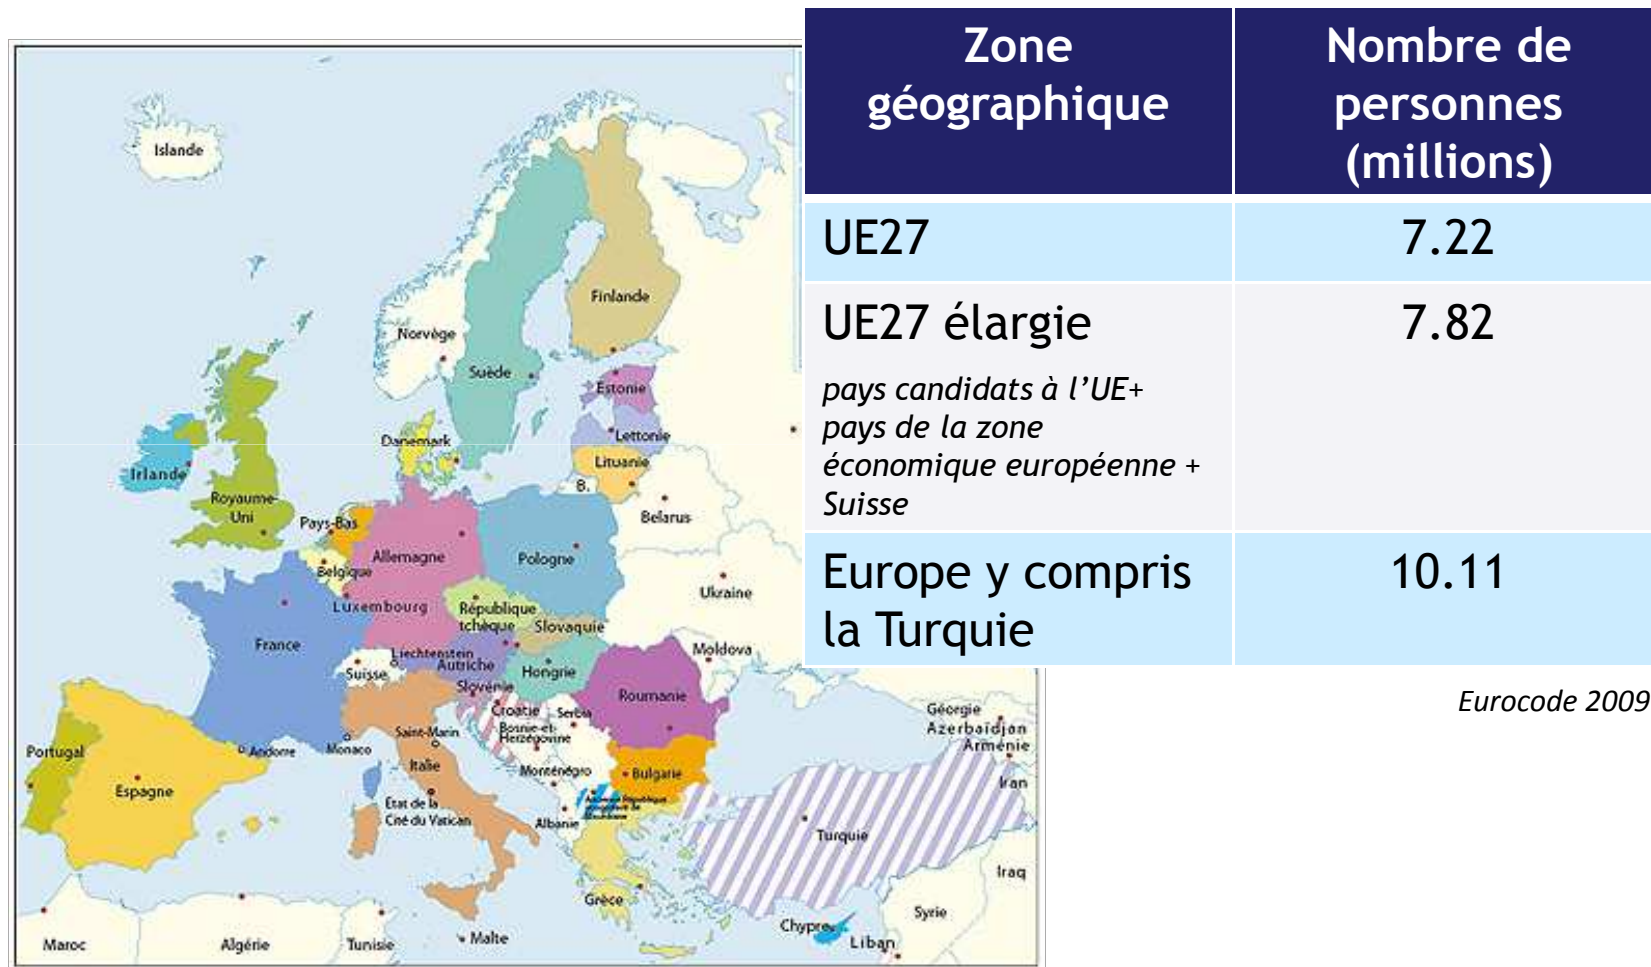 Zone
géographique
Nombre de
personnes
(millions)
UE27
7.22
UE27 élargie
7.82
pays candidats à l’UE+
pays de la zone
économique européenne +
Suisse
Europe y compris
la Turquie
10.11
Eurocode 2009
Islande
Finlande
Norvège
Suède
Estonie
Lettonie
Danemark
Lituanie
Irlande
B.
Royaume-
Uni
Belarus
Pays-Bas
Allemagne
Pologne
Belgique
Ukraine
Luxembourg
République
tchèque
Slovaquie
France
Liechtenstein
Moldova
Autriche
Suisse
Hongrie
Slovénie
Roumanie
Croatie
Serbie
Géorgie
Bosnie-et-
Herzégovine
Saint-Marin
Azerbaïdjan
Portugal
Andorre
Monaco
Arménie
Italie
Monténégro
Bulgarie
Iran
Espagne
État de la
Cité du Vatican
Albanie
Turquie
Iraq
Grèce
Syrie
Chypre
Maroc
Algérie
Tunisie
Malte
Liban